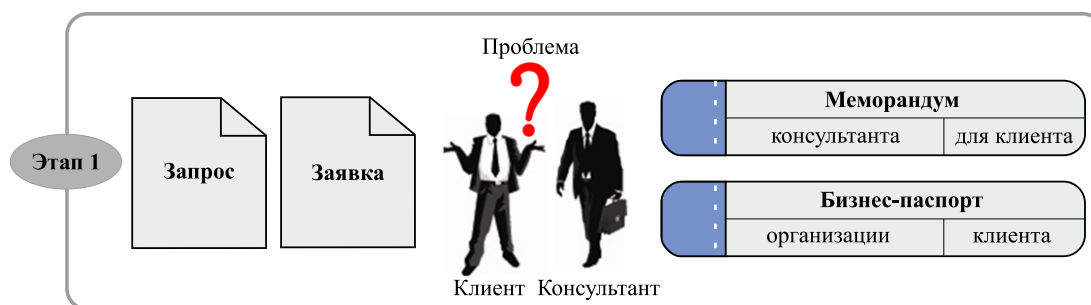 Этап 1
Запрос
Заявка
Проблема
?
Клиент
Консультант
Меморандум
консультанта
для клиента
Бизнес-паспорт
организации
клиента